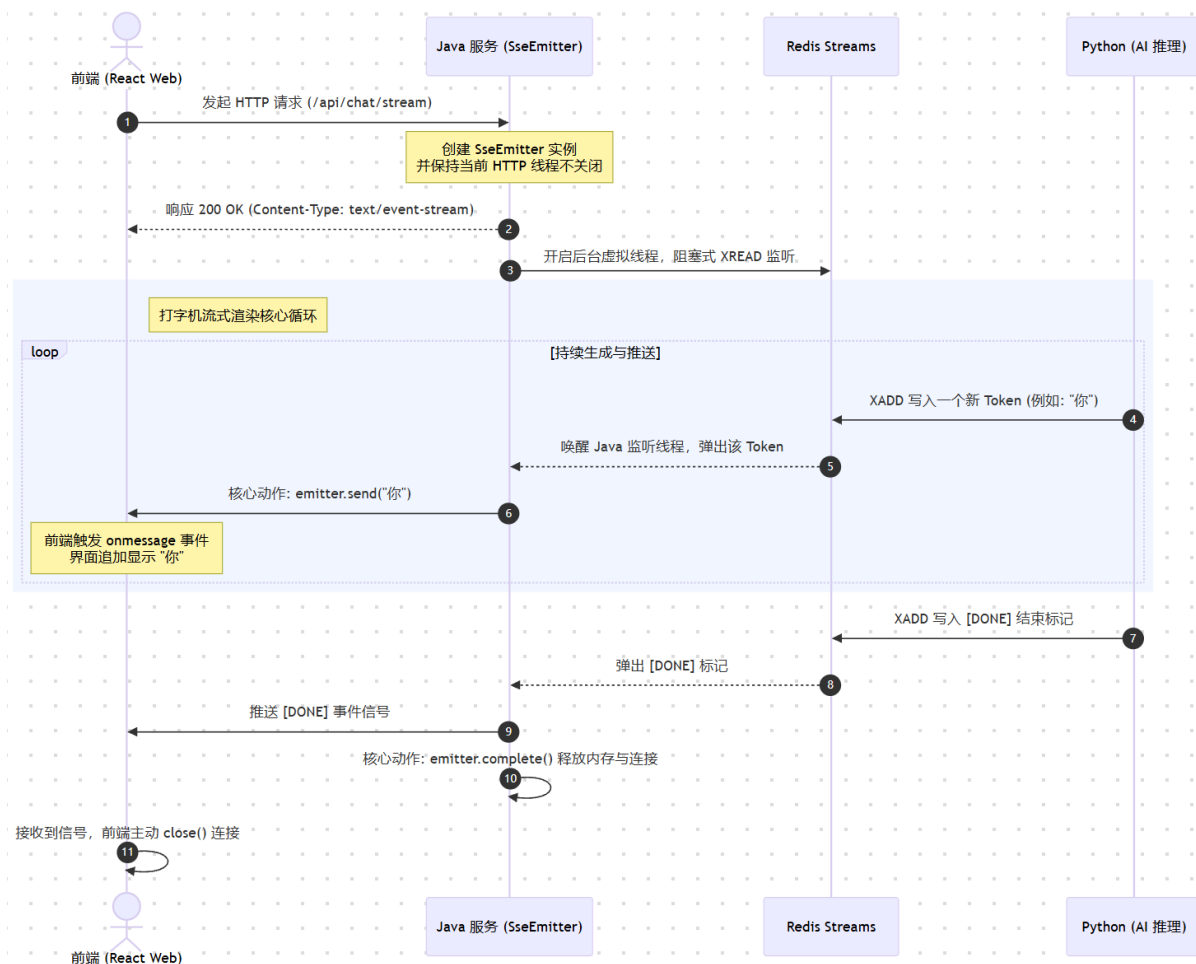 前端 (React Web)
Java 服务 (SseEmitter)
Redis Streams
Python (AI 推理)
发起 HTTP 请求 (/api/chat/stream)
1
创建 SseEmitter 实例
并保持当前 HTTP 线程不关闭
响应 200 OK (Content-Type: text/event-stream)
2
开启后台虚拟线程，阻塞式 XREAD 监听
3
打字机流式渲染核心循环
loop
[持续生成与推送]
XADD 写入一个新 Token (例如: "你")
4
唤醒 Java 监听线程，弹出该 Token
5
核心动作: emitter.send("你")
6
前端触发 onmessage 事件
界面追加显示 "你"
XADD 写入 [DONE] 结束标记
7
弹出 [DONE] 标记
8
推送 [DONE] 事件信号
9
核心动作: emitter.complete() 释放内存与连接
10
接收到信号，前端主动 close() 连接
11
前端 (React Web)
Java 服务 (SseEmitter)
Redis Streams
Python (AI 推理)